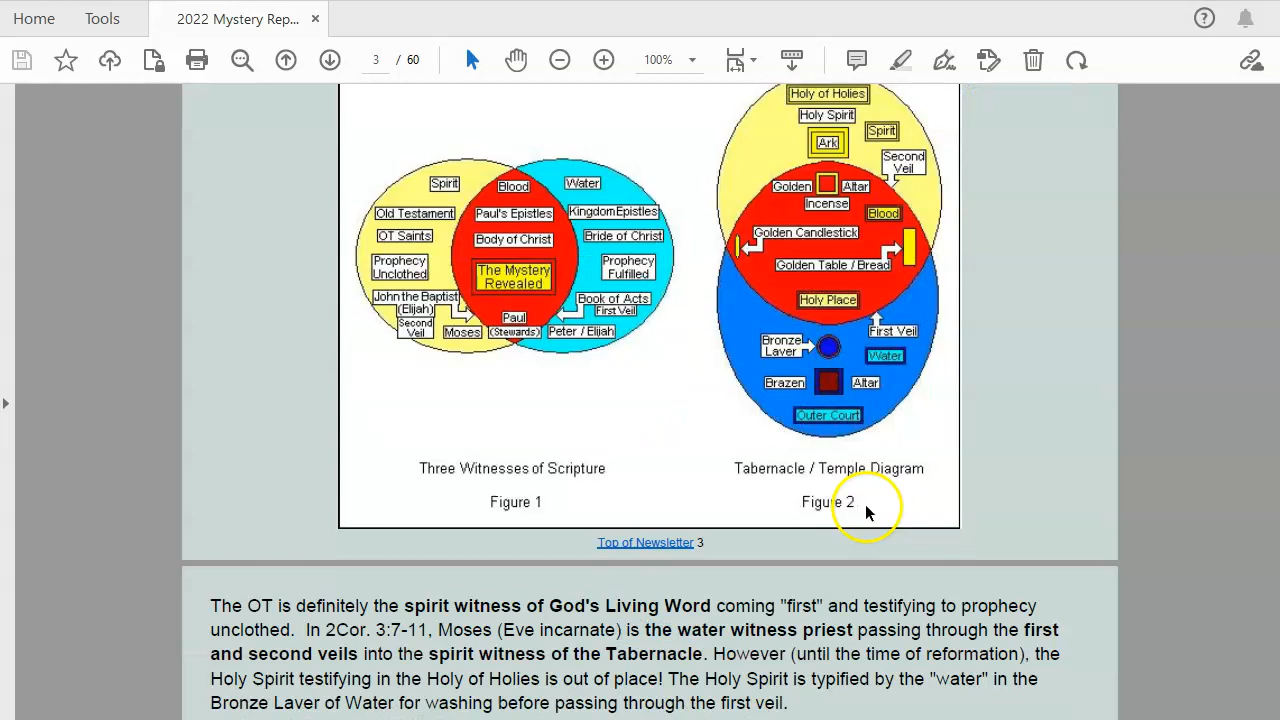 Home Tools 2022 Mystery Rep... ×
3 / 60 100%
Holy of Holies
Holy Spirit
Spirit
Ark
Second
Veil
Golden Altar
Incense
Blood
Golden Candlestick
Golden Table / Bread
Holy Place
First Veil
Bronze
Laver
Water
Brazen Altar
Outer Court
Spirit Blood Water
Old Testament Paul's Epistles Kingdom Epistles
OT Saints Body of Christ Bride of Christ
Prophecy
Unclothed
The Mystery
Revealed
Prophecy
Fulfilled
John the Baptist
(Elijah)
Book of Acts
First Veil
Second
Veil
Moses
Paul
(Stewards)
Peter / Elijah
Three Witnesses of Scripture Tabernacle / Temple Diagram
Figure 1 Figure 2
Top of Newsletter 3
The OT is definitely the spirit witness of God's Living Word coming "first" and testifying to prophecy
unclothed. In 2Cor. 3:7-11, Moses (Eve incarnate) is the water witness priest passing through the first
and second veils into the spirit witness of the Tabernacle. However (until the time of reformation), the
Holy Spirit testifying in the Holy of Holies is out of place! The Holy Spirit is typified by the "water" in the
Bronze Laver of Water for washing before passing through the first veil.